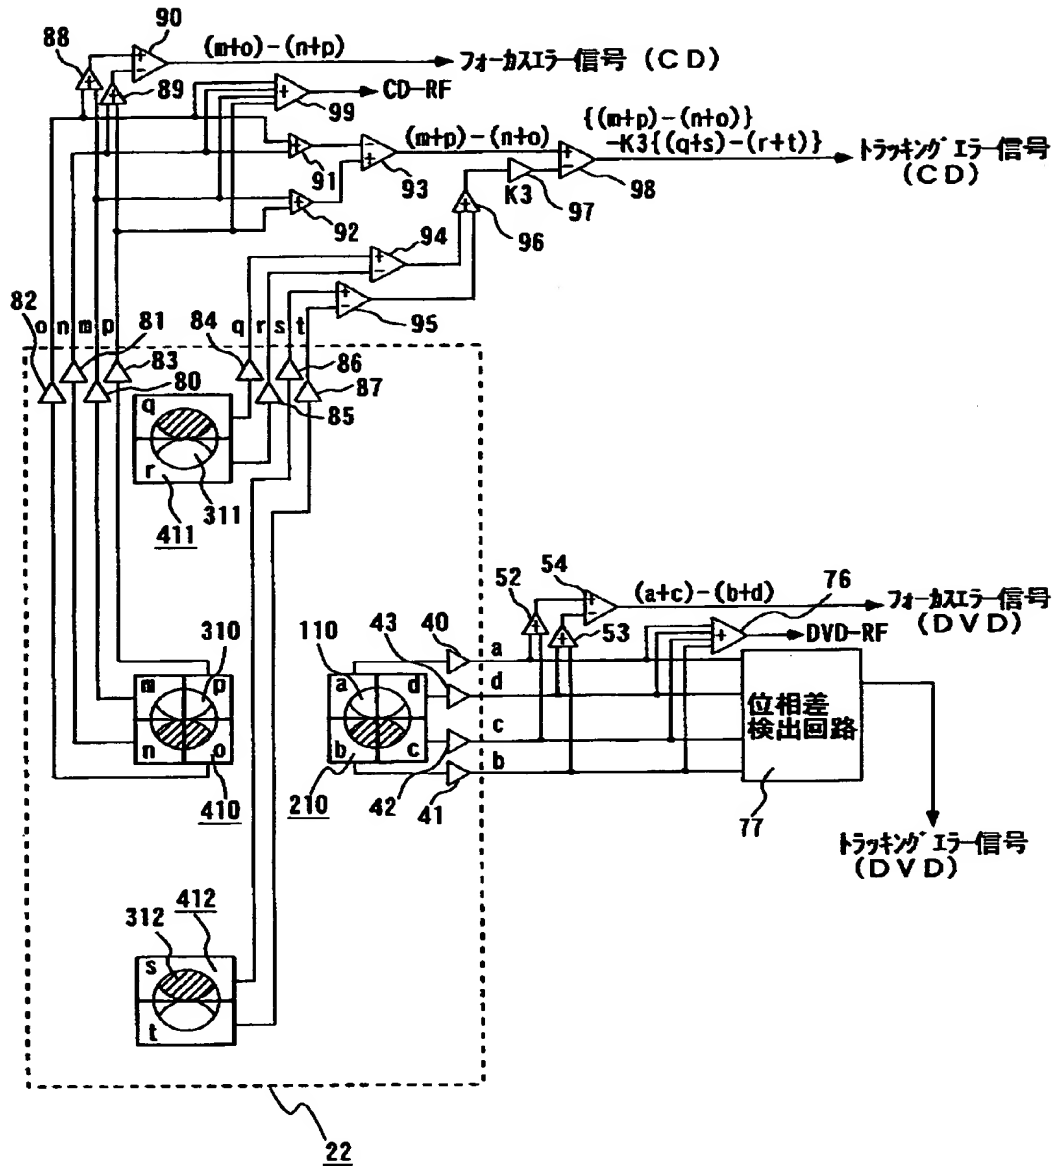 90
88
(m+o)-(n+p)
フォーカスエラー信号(CD)
89
CD-RF
99
{(m+p)-(n+o)}
-K3{(q+s)-(r+t)}
(m+p)-(n+o)
トラッキングエラー信号
(CD)
91
93
K3
97
98
92
94
96
95
82
o n m p
81
84
q r s t
83
80
86
87
85
q
r
311
411
54
52
(a+c)-(b+d)
76
フォーカスエラー信号
(DVD)
53
DVD-RF
310
110
43
40
a
m p
a d
d
n o
b c
c
b
410
210
42
41
位相差
検出回路
77
トラッキングエラー信号
(DVD)
412
312
s
t
22